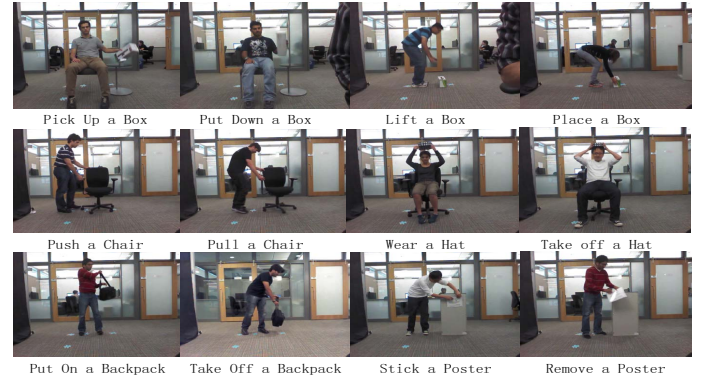 Pick Up a Box
Put Down a Box
Lift a Box
Place a Box
Push a Chair
Pull a Chair
Wear a Hat
Take off a Hat
Put On a Backpack
Take Off a Backpack
Stick a Poster
Remove a Poster